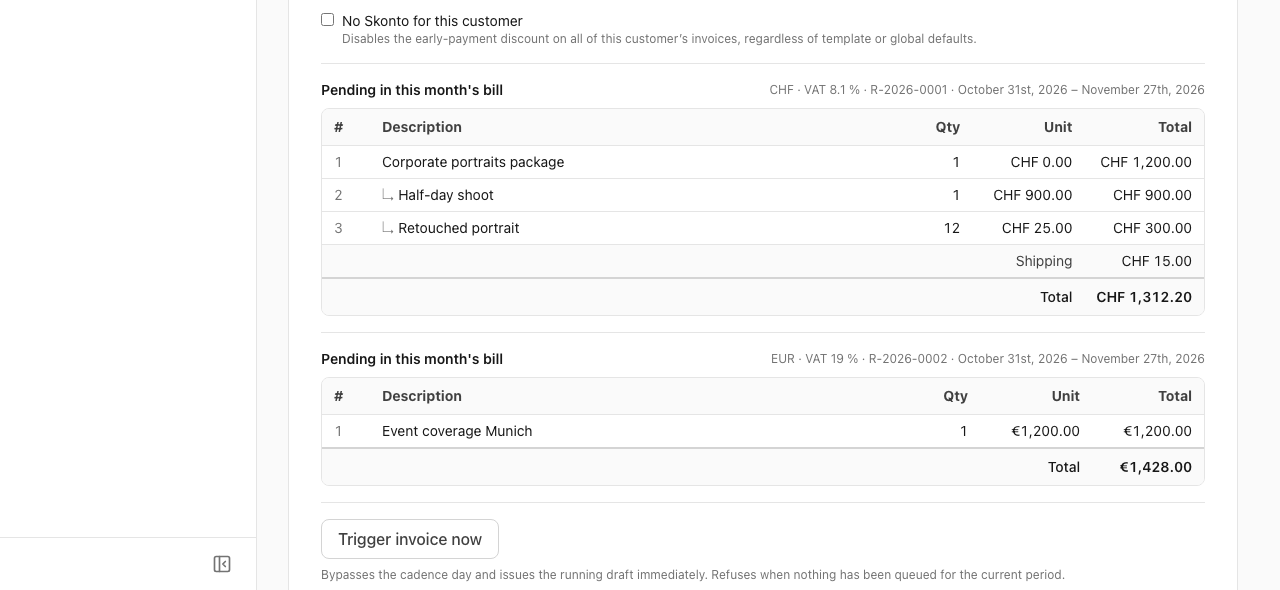 No Skonto for this customer
Disables the early-payment discount on all of this customer's invoices, regardless of template or global defaults.
Pending in this month's bill CHF · VAT 8.1 % · R-2026-0001 · October 31st, 2026 – November 27th, 2026
# Description Qty Unit Total
1 Corporate portraits package 1 CHF 0.00 CHF 1,200.00
2 Half-day shoot 1 CHF 900.00 CHF 900.00
3 Retouched portrait 12 CHF 25.00 CHF 300.00
Shipping CHF 15.00
Total CHF 1,312.20
Pending in this month's bill EUR · VAT 19 % · R-2026-0002 · October 31st, 2026 – November 27th, 2026
# Description Qty Unit Total
1 Event coverage Munich 1 €1,200.00 €1,200.00
Total €1,428.00
Trigger invoice now
Bypasses the cadence day and issues the running draft immediately. Refuses when nothing has been queued for the current period.